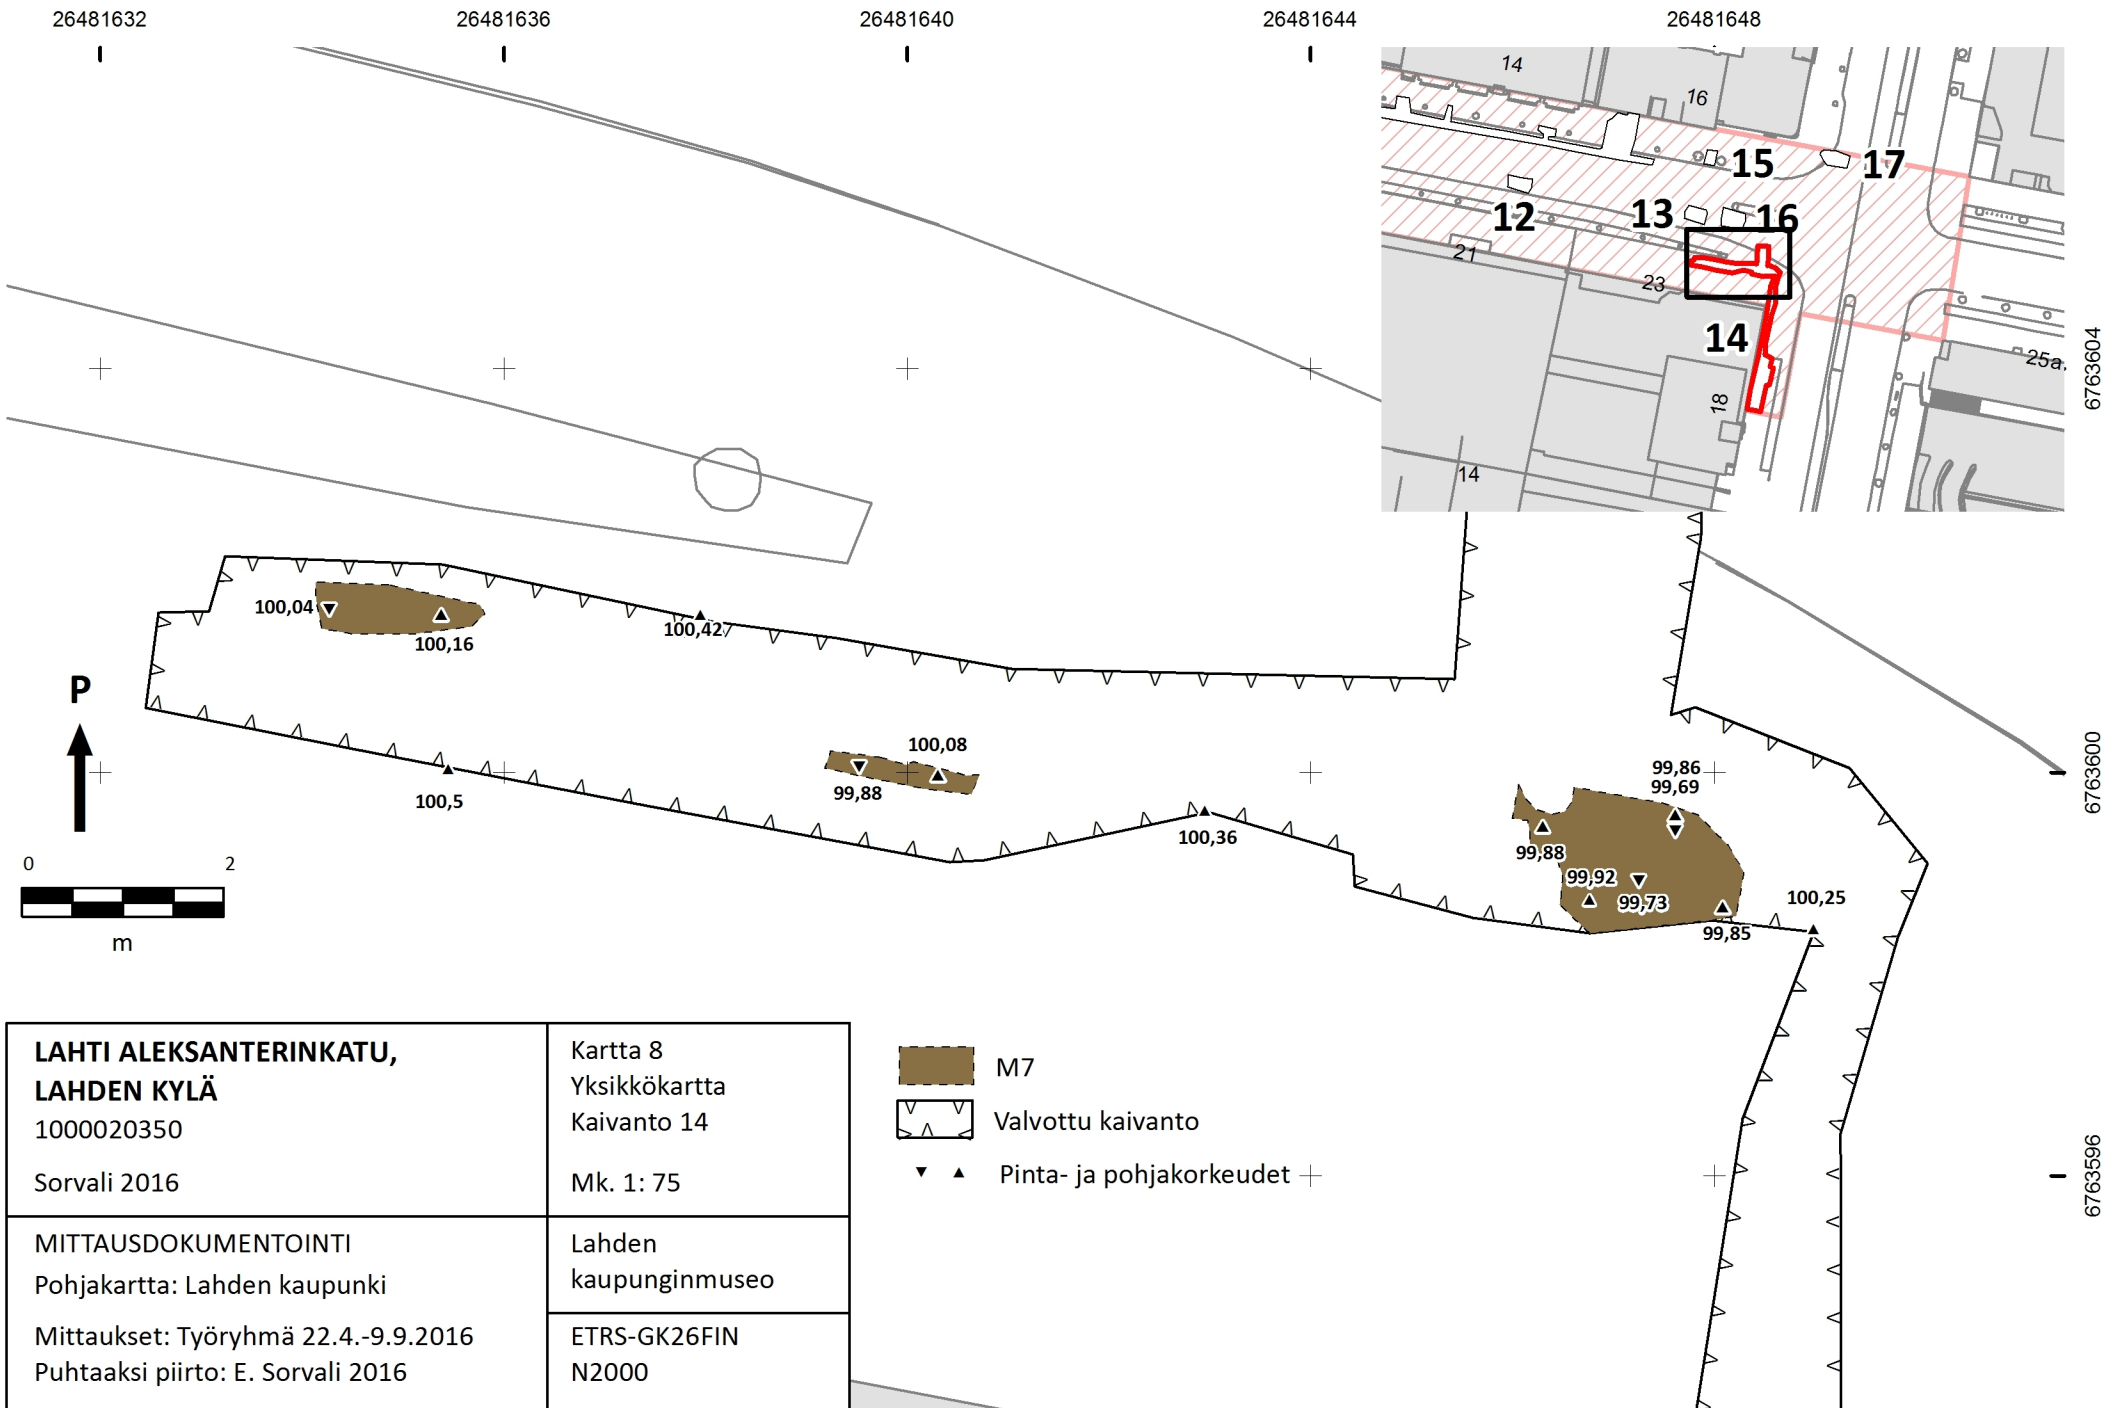 26481632
26481636
26481640
26481644
26481648
14
16
15
17
12
13
16
21
23
14
18
25a,
14
6763604
100,04
100,16
100,42
P
100,08
99,88
100,5
100,36
99,86
99,69
99,88
99,92
99,73
99,85
100,25
6763600
0 2
m
LAHTI ALEKSANTERINKATU,
LAHDEN KYLÄ
1000020350
Sorvali 2016
Kartta 8
Yksikkökartta
Kaivanto 14
Mk. 1: 75
MITTAUSDOKUMENTOINTI
Pohjakartta: Lahden kaupunki
Mittaukset: Työryhmä 22.4.-9.9.2016
Puhtaaksi piirto: E. Sorvali 2016
Lahden
kaupunginmuseo
ETRS-GK26FIN
N2000
M7
Valvottu kaivanto
Pinta- ja pohjakorkeudet
6763596